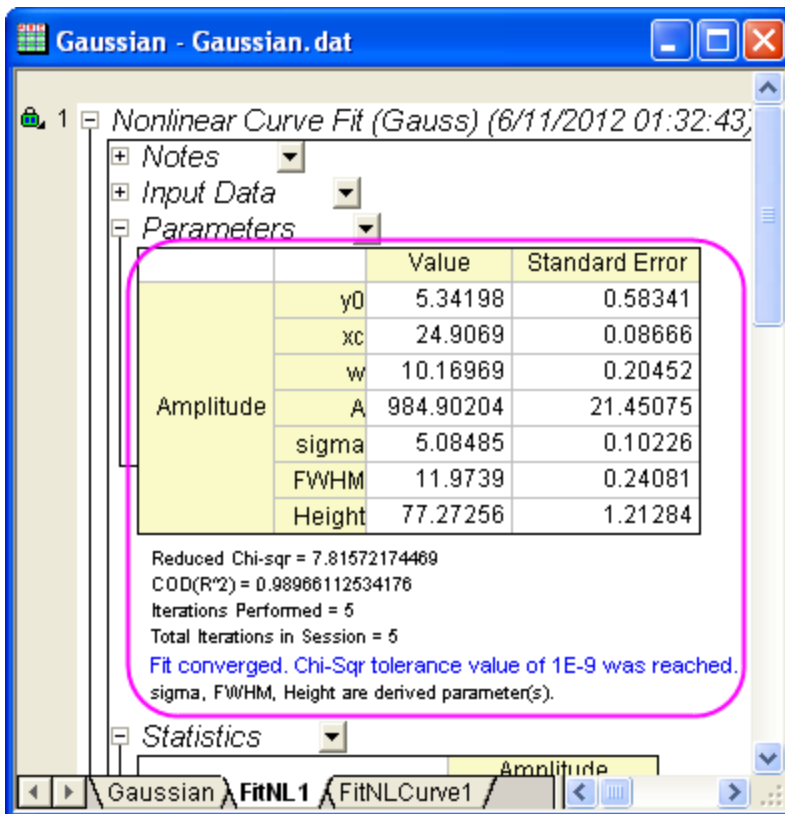 Gaussian - Gaussian.dat
1 Nonlinear Curve Fit (Gauss) (6/11/2012 01:32:43)
Notes
Input Data
Parameters
Value Standard Error
Amplitude
y0 5.34198 0.58341
xc 24.9069 0.08666
w 10.16969 0.20452
A 984.90204 21.45075
sigma 5.08485 0.10226
FWHM 11.9739 0.24081
Height 77.27256 1.21284
Reduced Chi-sqr = 7.81572174469
COD(R^2) = 0.98966112534176
Iterations Performed = 5
Total Iterations in Session = 5
Fit converged. Chi-Sqr tolerance value of 1E-9 was reached.
sigma, FWHM, Height are derived parameter(s).
Statistics
Amplitude
Gaussian FitNL1 FitNLCurve1